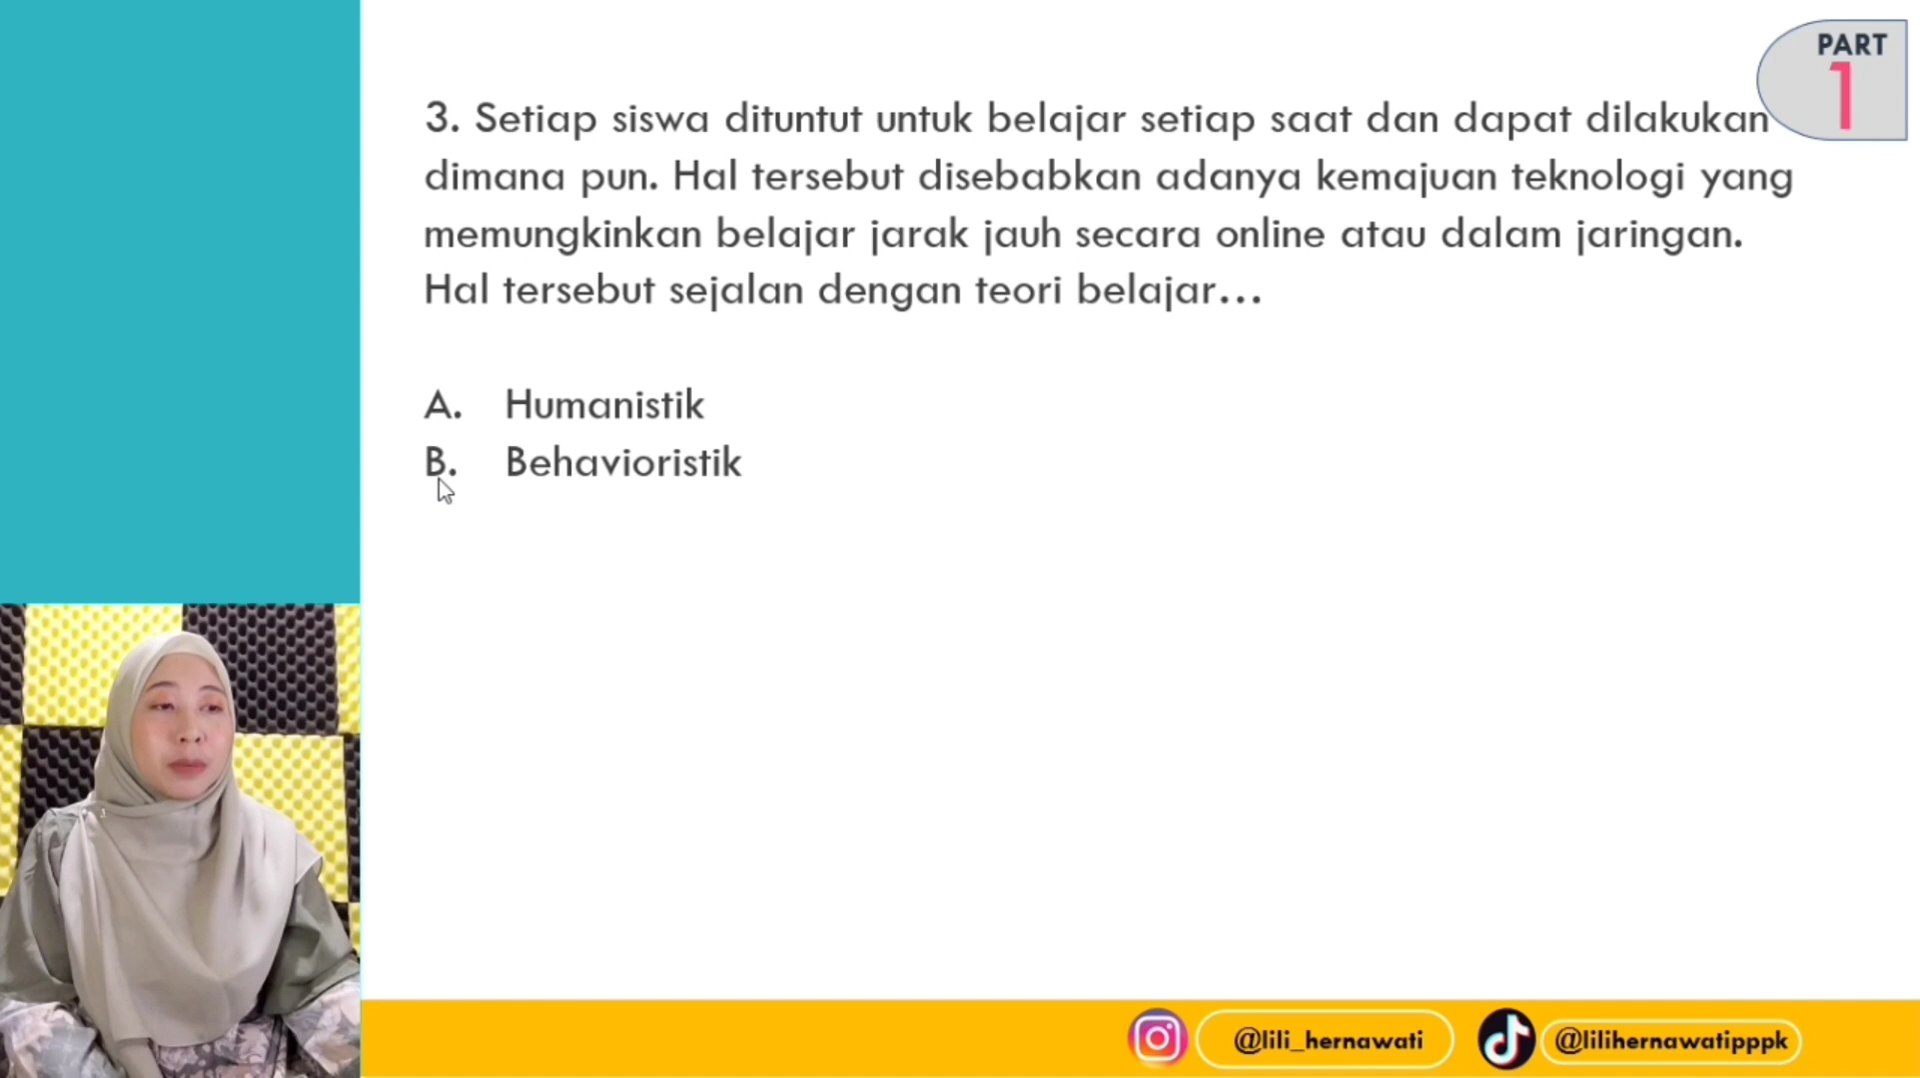 PART
1
3. Setiap siswa dituntut untuk belajar setiap saat dan dapat dilakukan
dimana pun. Hal tersebut disebabkan adanya kemajuan teknologi yang
memungkinkan belajar jarak jauh secara online atau dalam jaringan.
Hal tersebut sejalan dengan teori belajar...
A. Humanistik
B. Behavioristik
@lili_hernawati
@lilihernawatipppk